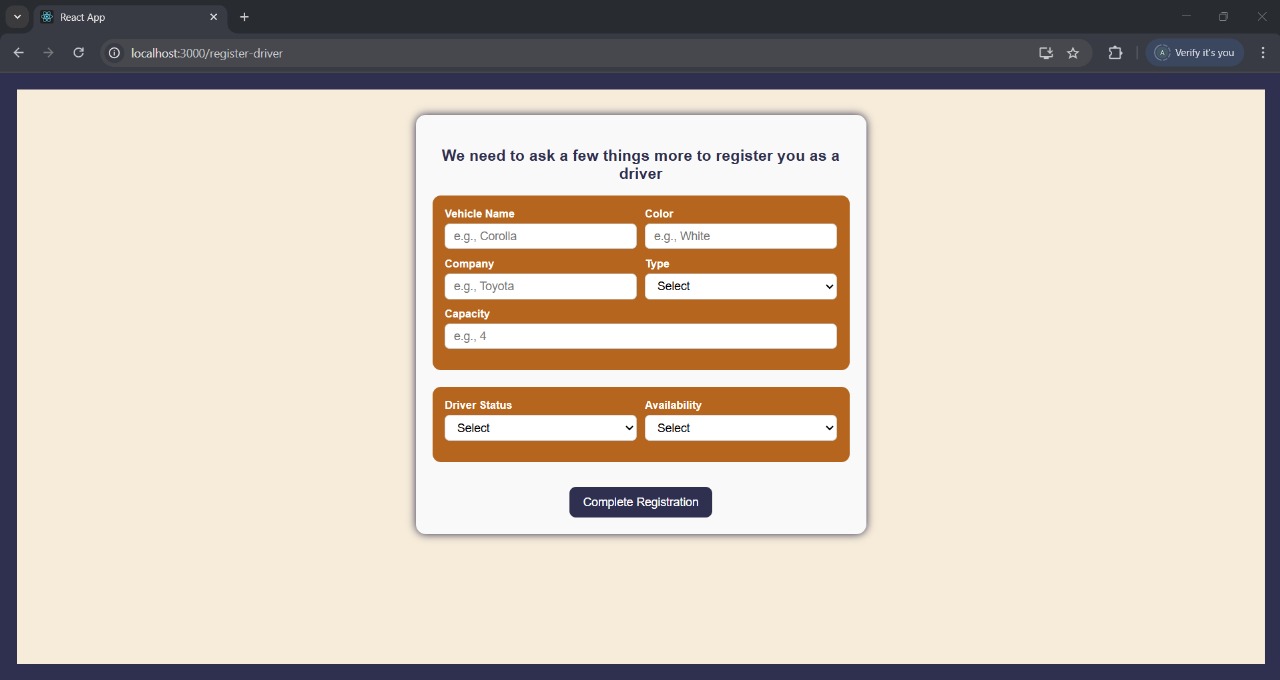 React App
localhost:3000/register-driver
A Verify it's you
We need to ask a few things more to register you as a
driver
Vehicle Name Color
e.g., Corolla e.g., White
Company Type
e.g., Toyota Select
Capacity
e.g., 4
Driver Status Availability
Select Select
Complete Registration